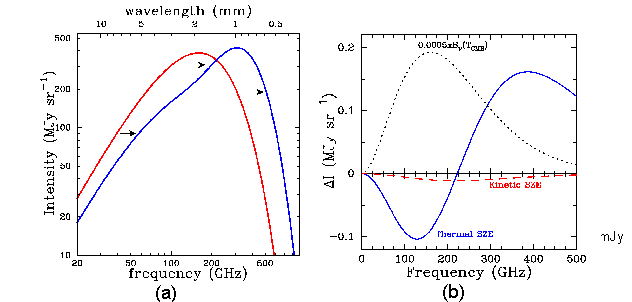 wavelength (mm)
10 5 2 1 0.5
500
200
100
50
20
10
Intensity (MJy sr⁻¹)
20 50 100 200 600
frequency (GHz)
(a)
0.0005xBν(T_CMB)
0.2
0.1
0
−0.1
ΔI (MJy sr⁻¹)
Kinetic SZE
Thermal SZE
0 100 200 300 400 500
Frequency (GHz)
(b)
mJy